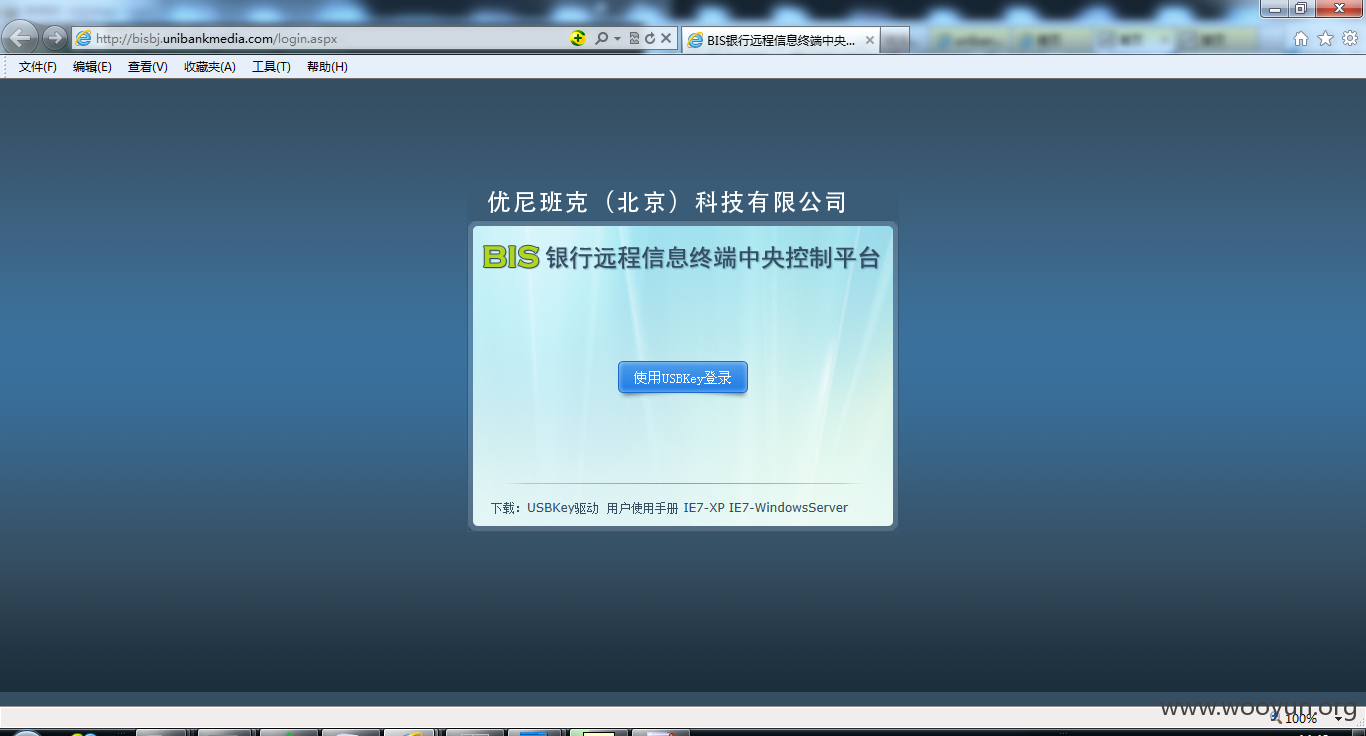 http://bisbj.unibankmedia.com/login.aspx
BIS银行远程信息终端中央...
文件(F) 编辑(E) 查看(V) 收藏夹(A) 工具(T) 帮助(H)
优尼班克（北京）科技有限公司
BIS 银行远程信息终端中央控制平台
使用USBKey登录
下载：USBKey驱动 用户使用手册 IE7-XP IE7-WindowsServer
www.wooyun.org
100%